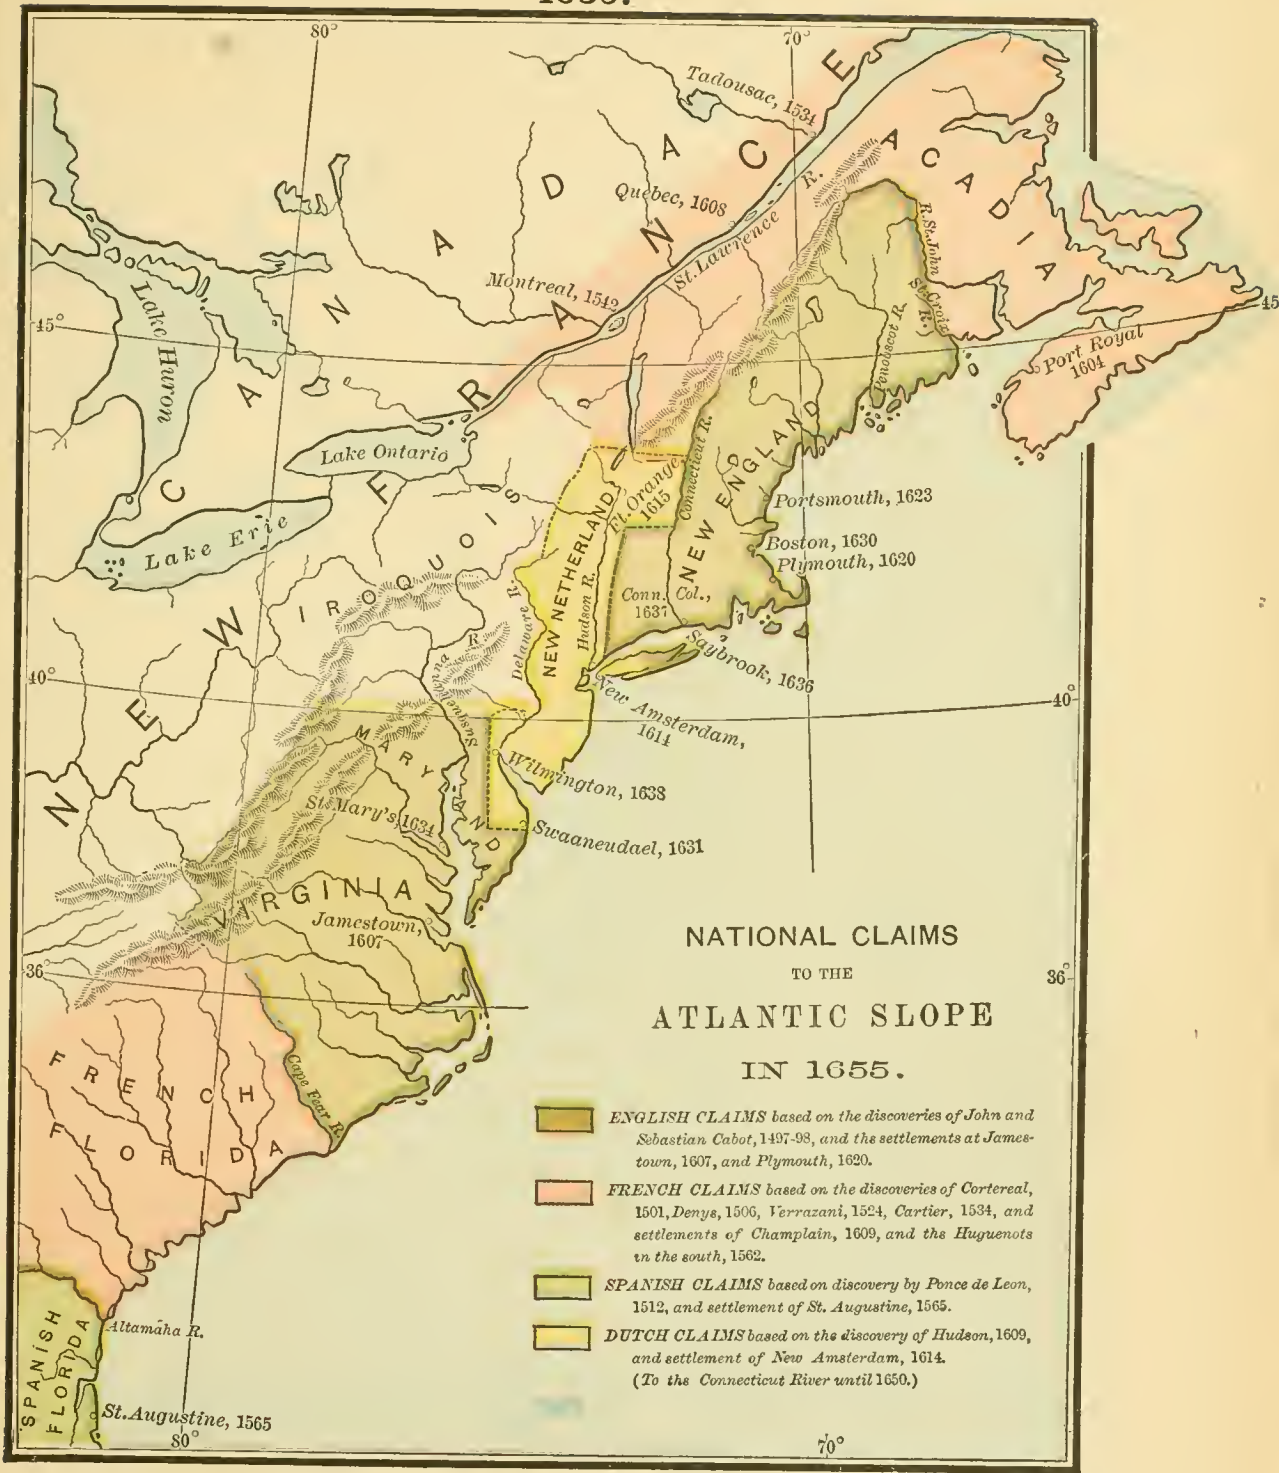 80°
70°
Tadousac, 1534
NEW FRANCE
CANADA
ACADIA
Quebec, 1608
St. Lawrence R.
R. St. John
St. Croix R.)
Montreal, 1542
Penobscot R.
Port Royal
1604
45°
45
Lake Huron
Lake Ontario
Lake Erie
IROQUOIS
Connecticut R.
NEW ENGLAND
Ft. Orange
1615
Portsmouth, 1623
Boston, 1630
Plymouth, 1620
NEW NETHERLAND
Hudson R.
Delaware R.
Conn. Col.,
1637
Saybrook, 1636
40°
40°
New Amsterdam,
1614
Susquehanna R
MARYLAND
Wilmington, 1638
St. Mary's, 1634
Swaaneudael, 1631
VIRGINIA
Jamestown,
1607
36°
36°
FRENCH
FLORIDA
Cape Fear R.
Altamāha R.
SPANISH
FLORIDA
St. Augustine, 1565
80°
70°
NATIONAL CLAIMS
TO THE
ATLANTIC SLOPE
IN 1655.
ENGLISH CLAIMS based on the discoveries of John and
Sebastian Cabot, 1497-98, and the settlements at James-
town, 1607, and Plymouth, 1620.
FRENCH CLAIMS based on the discoveries of Cortereal,
1501, Denys, 1506, Verrazani, 1524, Cartier, 1534, and
settlements of Champlain, 1609, and the Huguenots
in the south, 1562.
SPANISH CLAIMS based on discovery by Ponce de Leon,
1512, and settlement of St. Augustine, 1565.
DUTCH CLAIMS based on the discovery of Hudson, 1609,
and settlement of New Amsterdam, 1614.
(To the Connecticut River until 1650.)